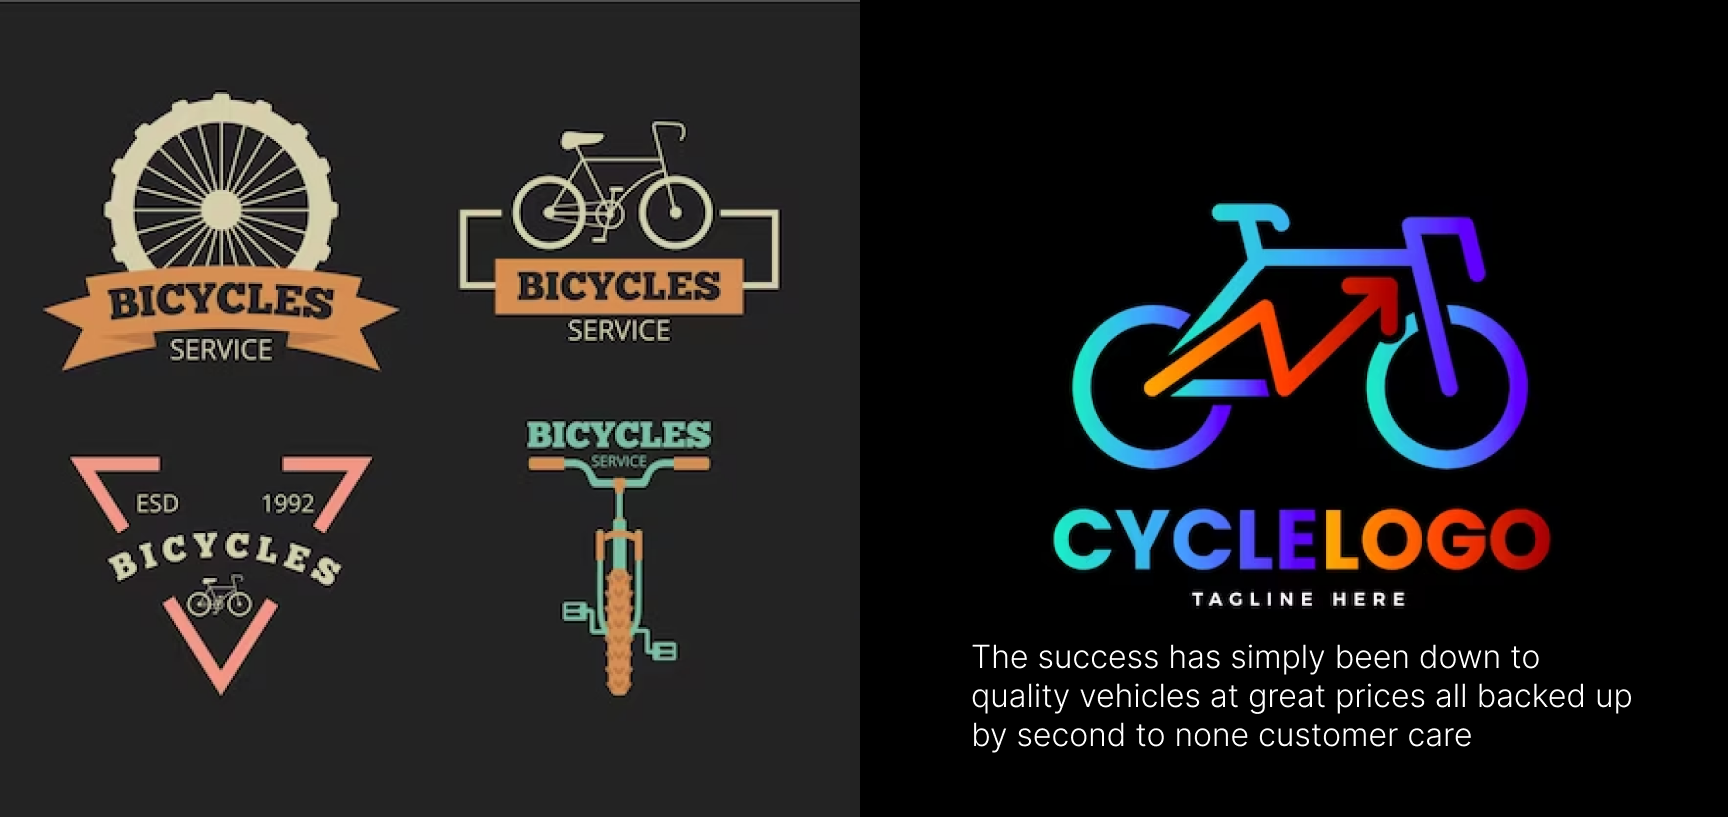 BICYCLES
SERVICE
BICYCLES
SERVICE
ESD 1992
BICYCLES
BICYCLES
SERVICE
CYCLELOGO
TAGLINE HERE
The success has simply been down to
quality vehicles at great prices all backed up
by second to none customer care